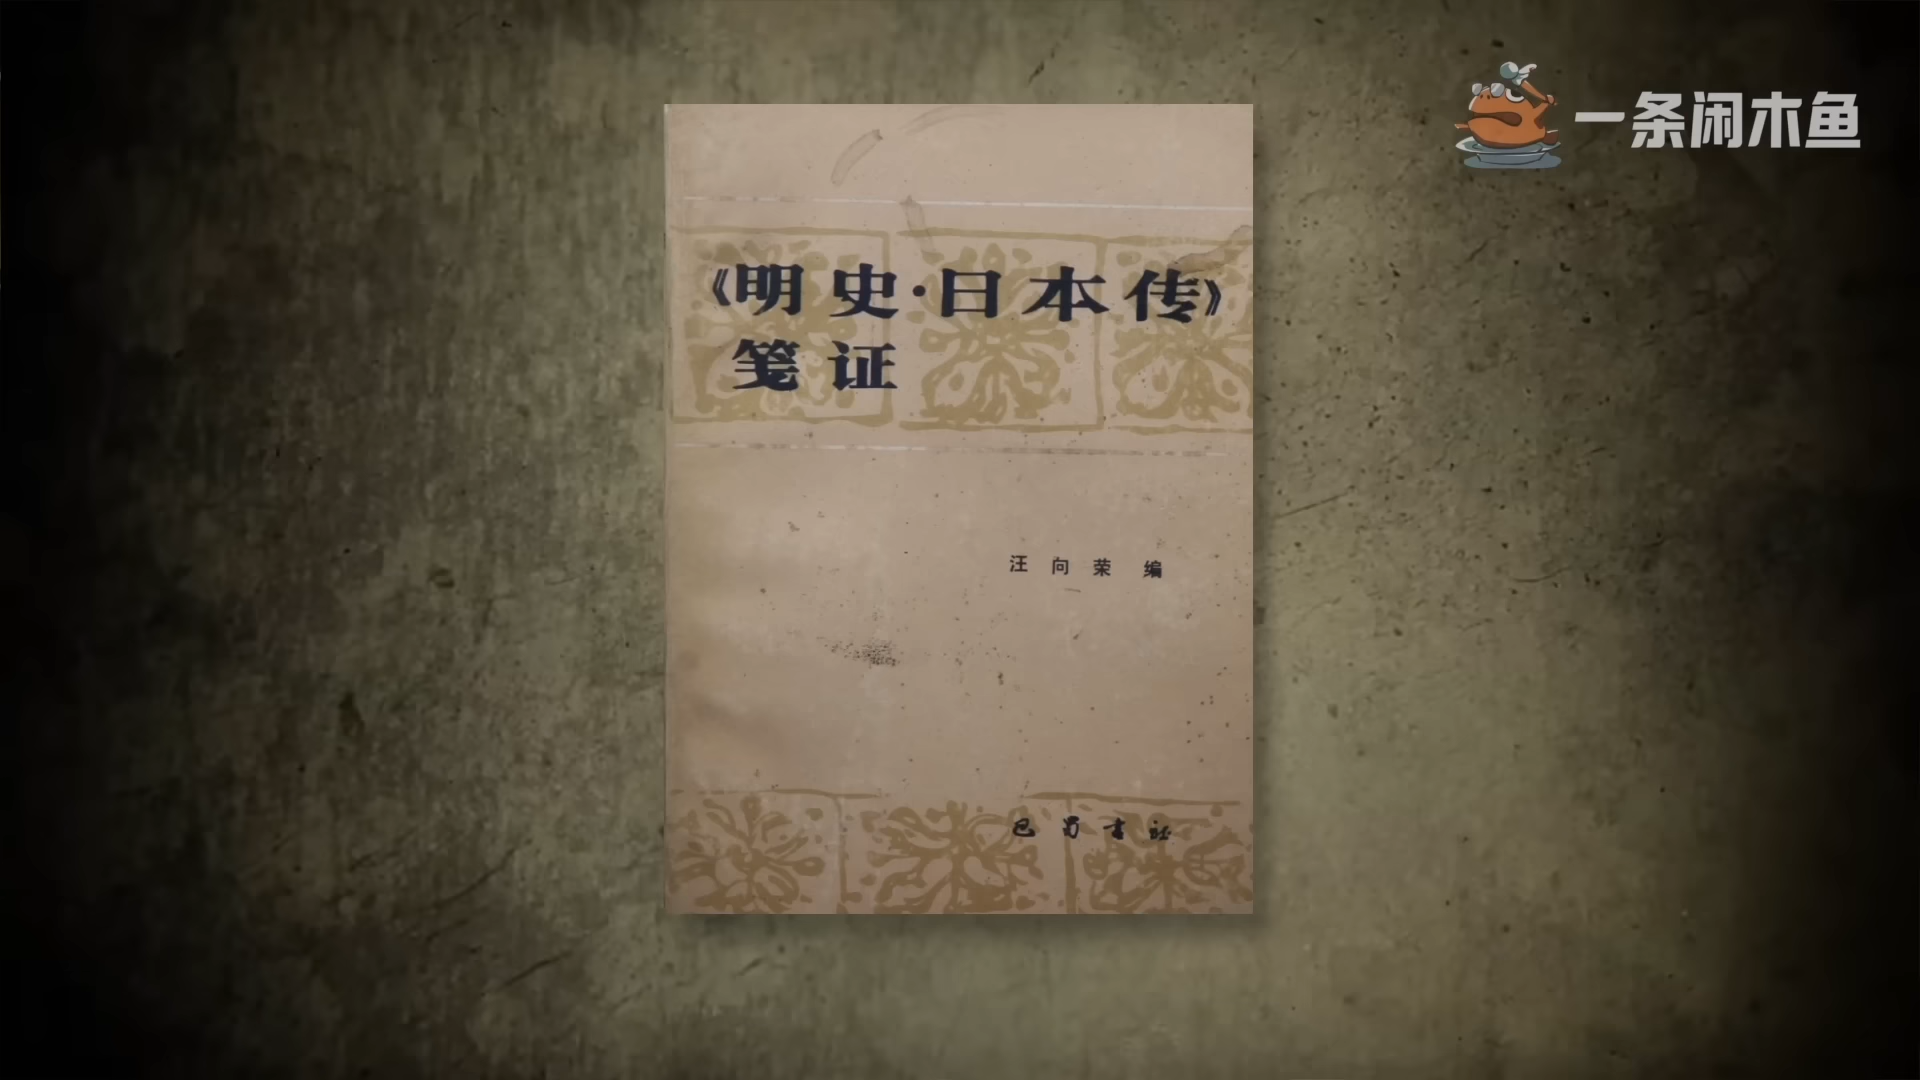 一条闲木鱼
《明史·日本传》
笺证
汪向荣 编
巴蜀书社